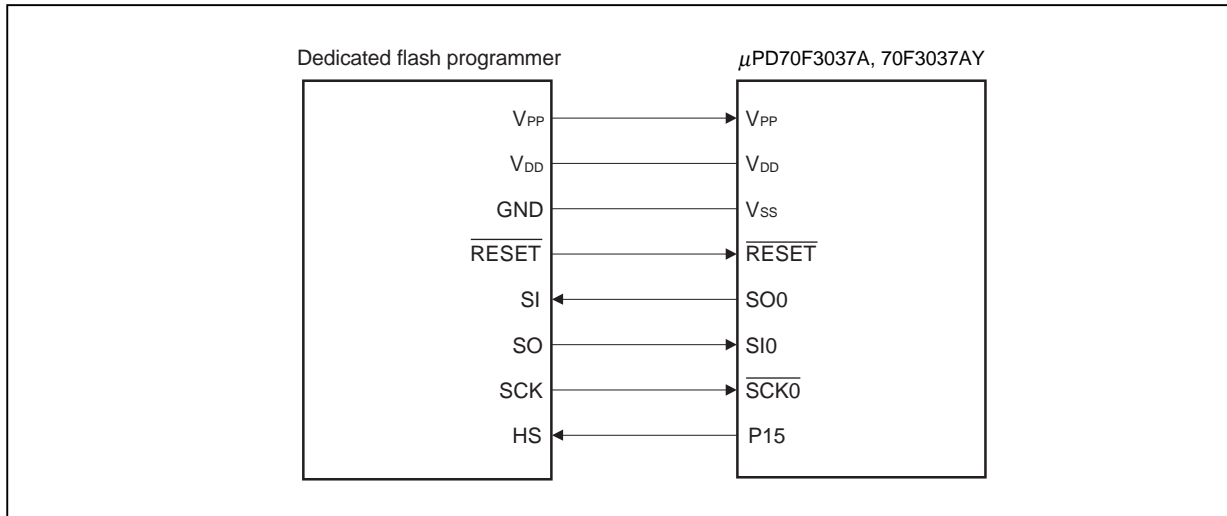 Dedicated flash programmer
μPD70F3037A, 70F3037AY
VPP
VPP
VDD
VDD
GND
VSS
RESET
RESET
SI
SO0
SO
SI0
SCK
SCK0
HS
P15